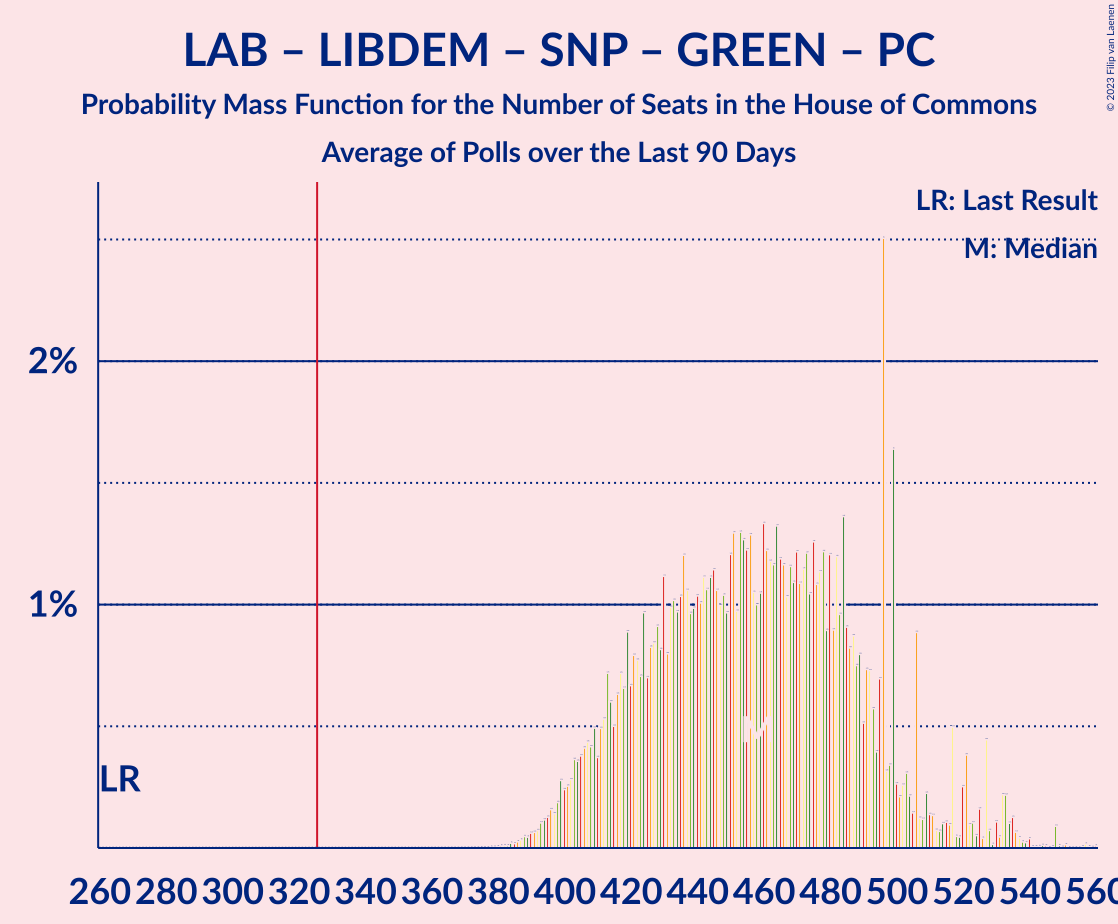 LAB – LIBDEM – SNP – GREEN – PC
Probability Mass Function for the Number of Seats in the House of Commons
Average of Polls over the Last 90 Days
© 2023 Filip van Laenen
LR: Last Result
M: Median
2%
1%
LR
M
260 280 300 320 340 360 380 400 420 440 460 480 500 520 540 560